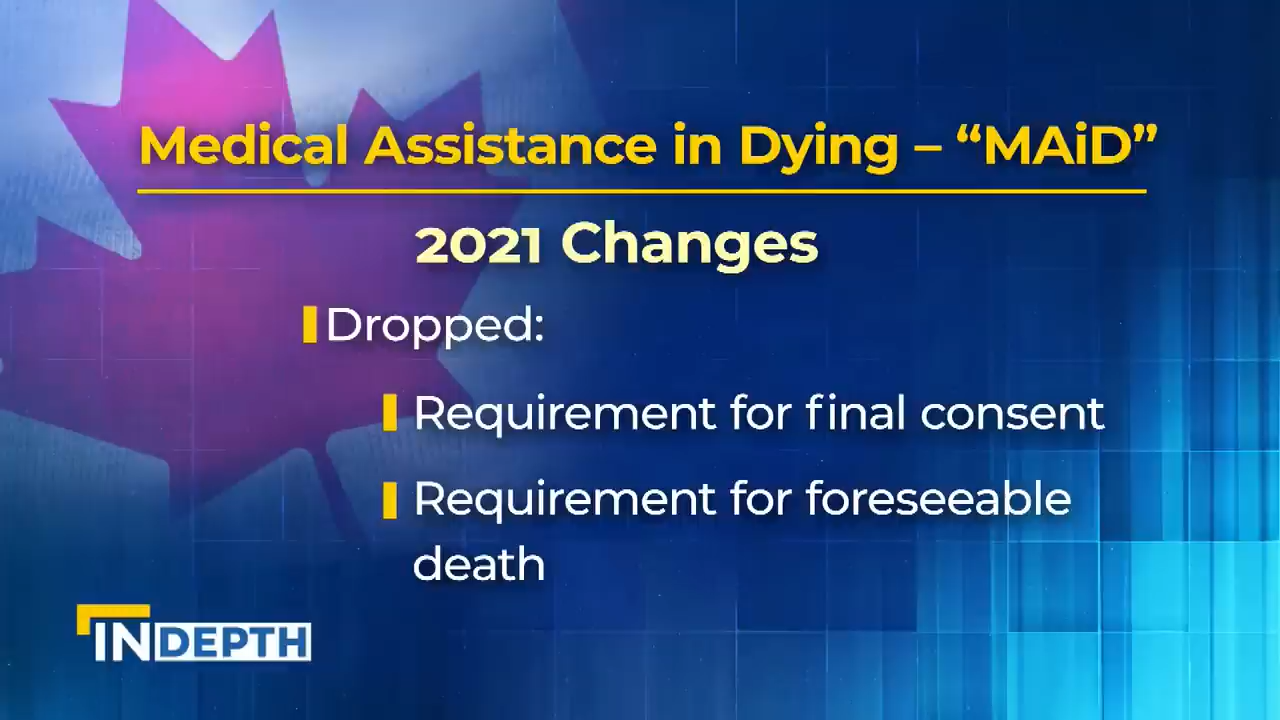 Medical Assistance in Dying – “MAiD”
2021 Changes
Dropped:
Requirement for final consent
Requirement for foreseeable
death
INDEPTH